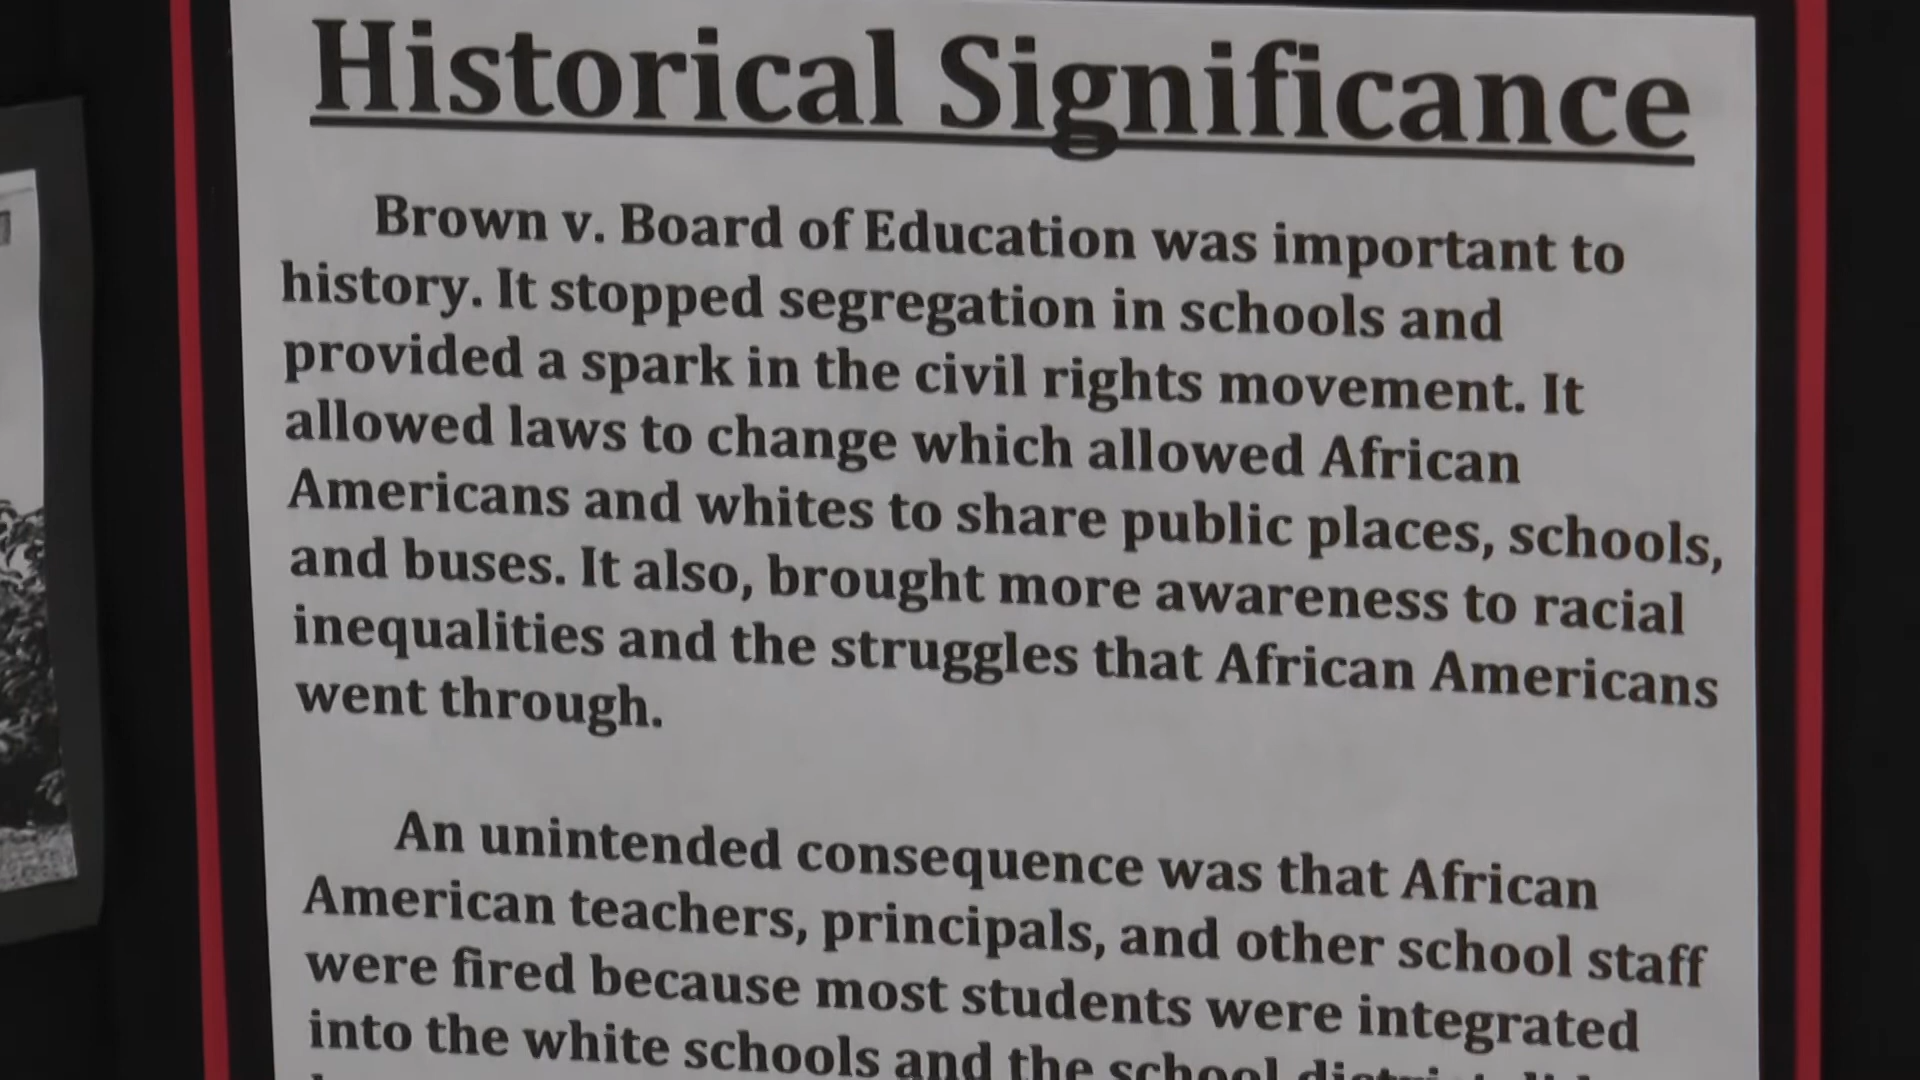 Historical Significance
Brown v. Board of Education was important to
history. It stopped segregation in schools and
provided a spark in the civil rights movement. It
allowed laws to change which allowed African
Americans and whites to share public places, schools,
and buses. It also, brought more awareness to racial
inequalities and the struggles that African Americans
went through.
An unintended consequence was that African
American teachers, principals, and other school staff
were fired because most students were integrated
into the white schools and the school